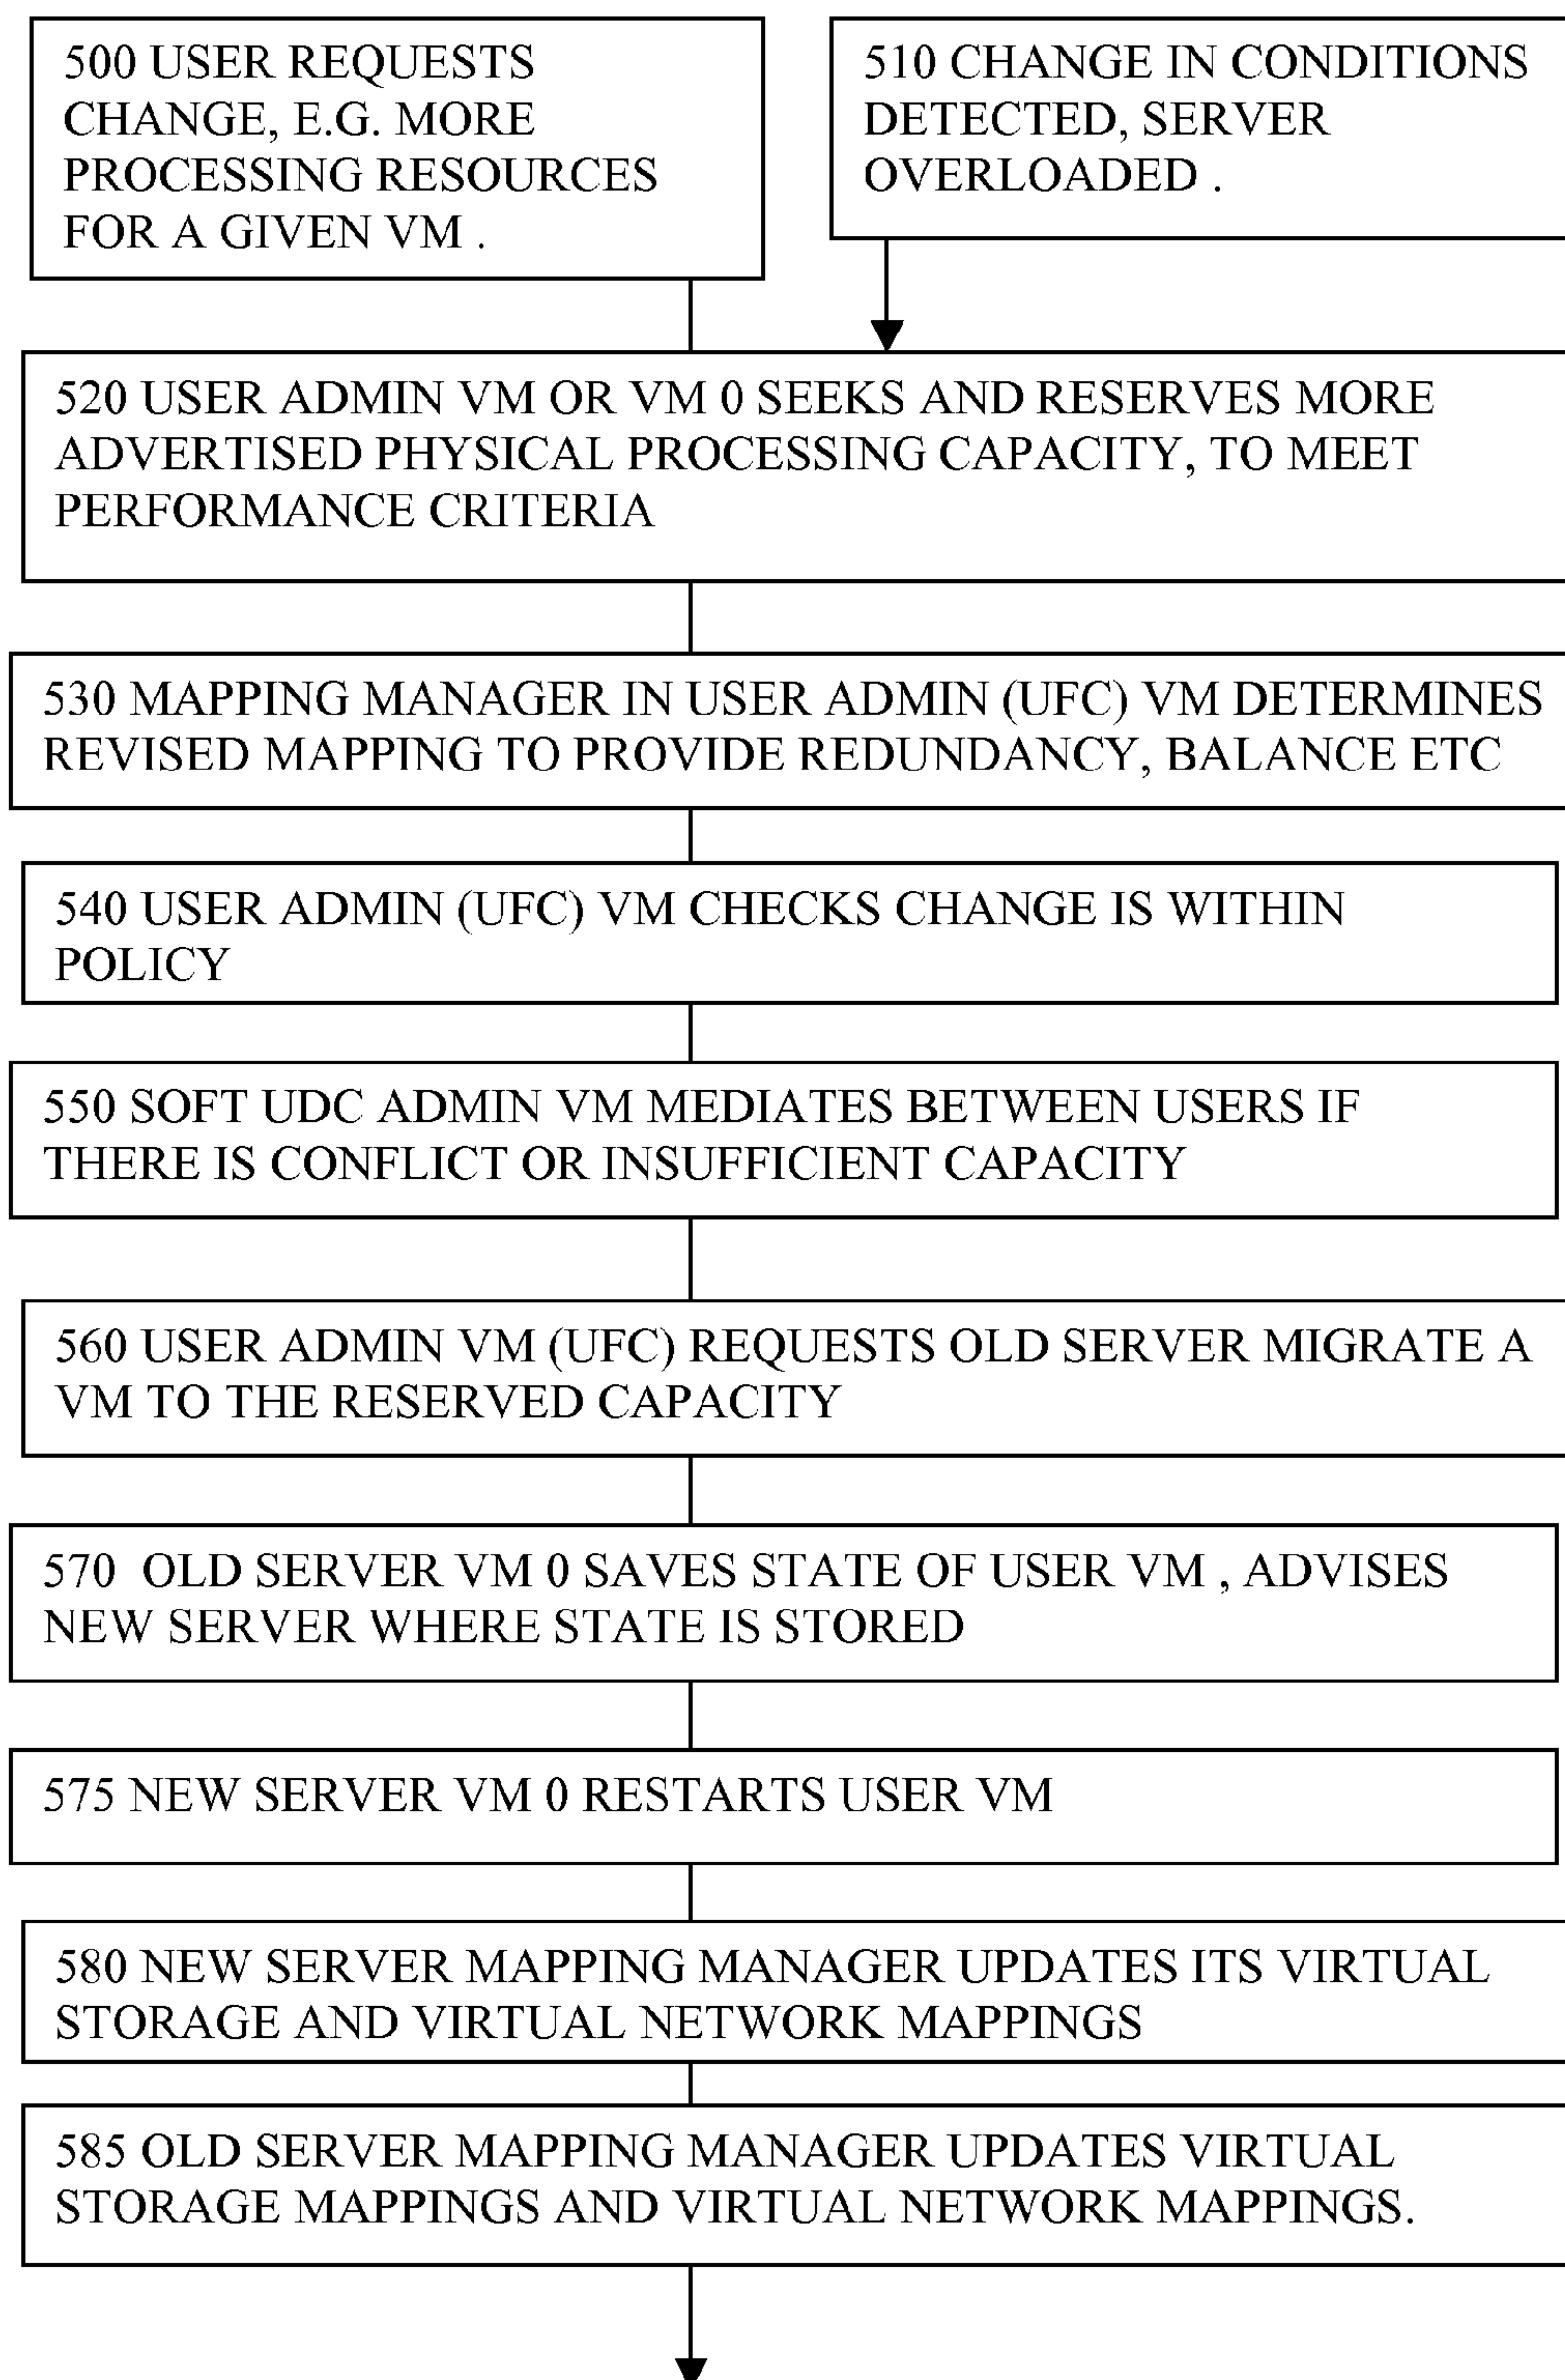 500 USER REQUESTS
CHANGE, E.G. MORE
PROCESSING RESOURCES
FOR A GIVEN VM .
510 CHANGE IN CONDITIONS
DETECTED, SERVER
OVERLOADED .
520 USER ADMIN VM OR VM 0 SEEKS AND RESERVES MORE
ADVERTISED PHYSICAL PROCESSING CAPACITY, TO MEET
PERFORMANCE CRITERIA
530 MAPPING MANAGER IN USER ADMIN (UFC) VM DETERMINES
REVISED MAPPING TO PROVIDE REDUNDANCY, BALANCE ETC
540 USER ADMIN (UFC) VM CHECKS CHANGE IS WITHIN
POLICY
550 SOFT UDC ADMIN VM MEDIATES BETWEEN USERS IF
THERE IS CONFLICT OR INSUFFICIENT CAPACITY
560 USER ADMIN VM (UFC) REQUESTS OLD SERVER MIGRATE A
VM TO THE RESERVED CAPACITY
570 OLD SERVER VM 0 SAVES STATE OF USER VM , ADVISES
NEW SERVER WHERE STATE IS STORED
575 NEW SERVER VM 0 RESTARTS USER VM
580 NEW SERVER MAPPING MANAGER UPDATES ITS VIRTUAL
STORAGE AND VIRTUAL NETWORK MAPPINGS
585 OLD SERVER MAPPING MANAGER UPDATES VIRTUAL
STORAGE MAPPINGS AND VIRTUAL NETWORK MAPPINGS.